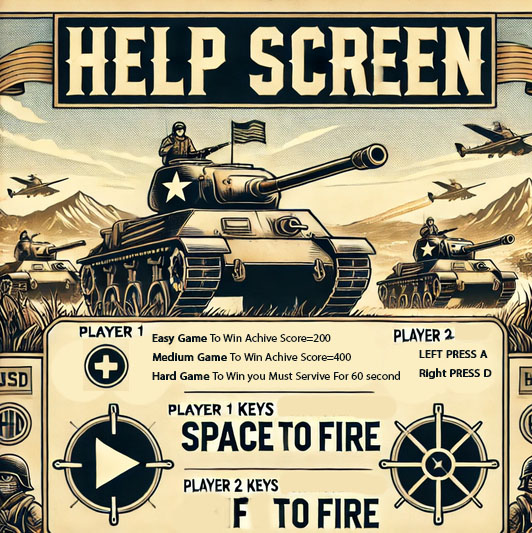 HELP SCREEN
PLAYER 1
Easy Game To Win Achive Score=200
Medium Game To Win Achive Score=400
Hard Game To Win you Must Servive For 60 second
PLAYER 2
LEFT PRESS A
Right PRESS D
JSD
PLAYER 1 KEYS
SPACE TO FIRE
PLAYER 2 KEYS
F TO FIRE